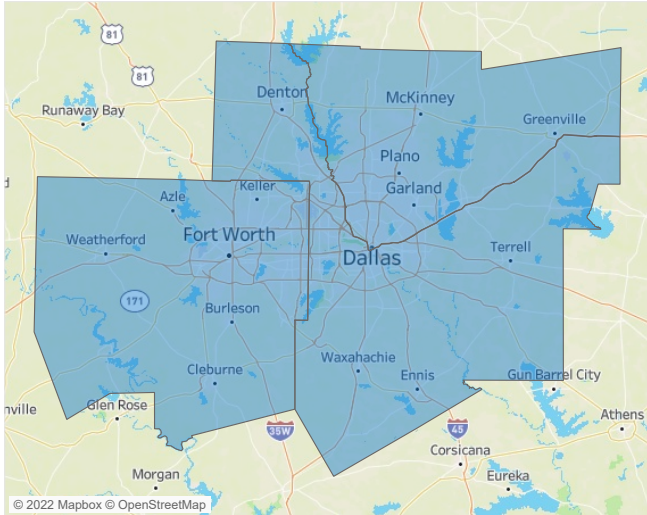 81
81
Runaway Bay
Denton
McKinney
Greenville
Plano
Keller
Garland
Azle
Fort Worth
Weatherford
Dallas
Terrell
171
Burleson
Waxahachie
Cleburne
Ennis
Gun Barrel City
nville
Glen Rose
Athens
35W
45
Corsicana
Morgan
Eureka
© 2022 Mapbox © OpenStreetMap